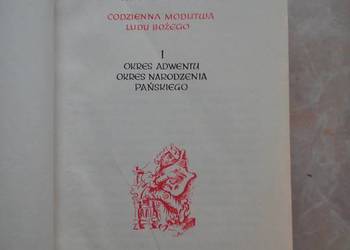 CODZIENNA MODLITWA
LUDU BOŻEGO
I
OKRES ADWENTU
OKRES NARODZENIA
PAŃSKIEGO